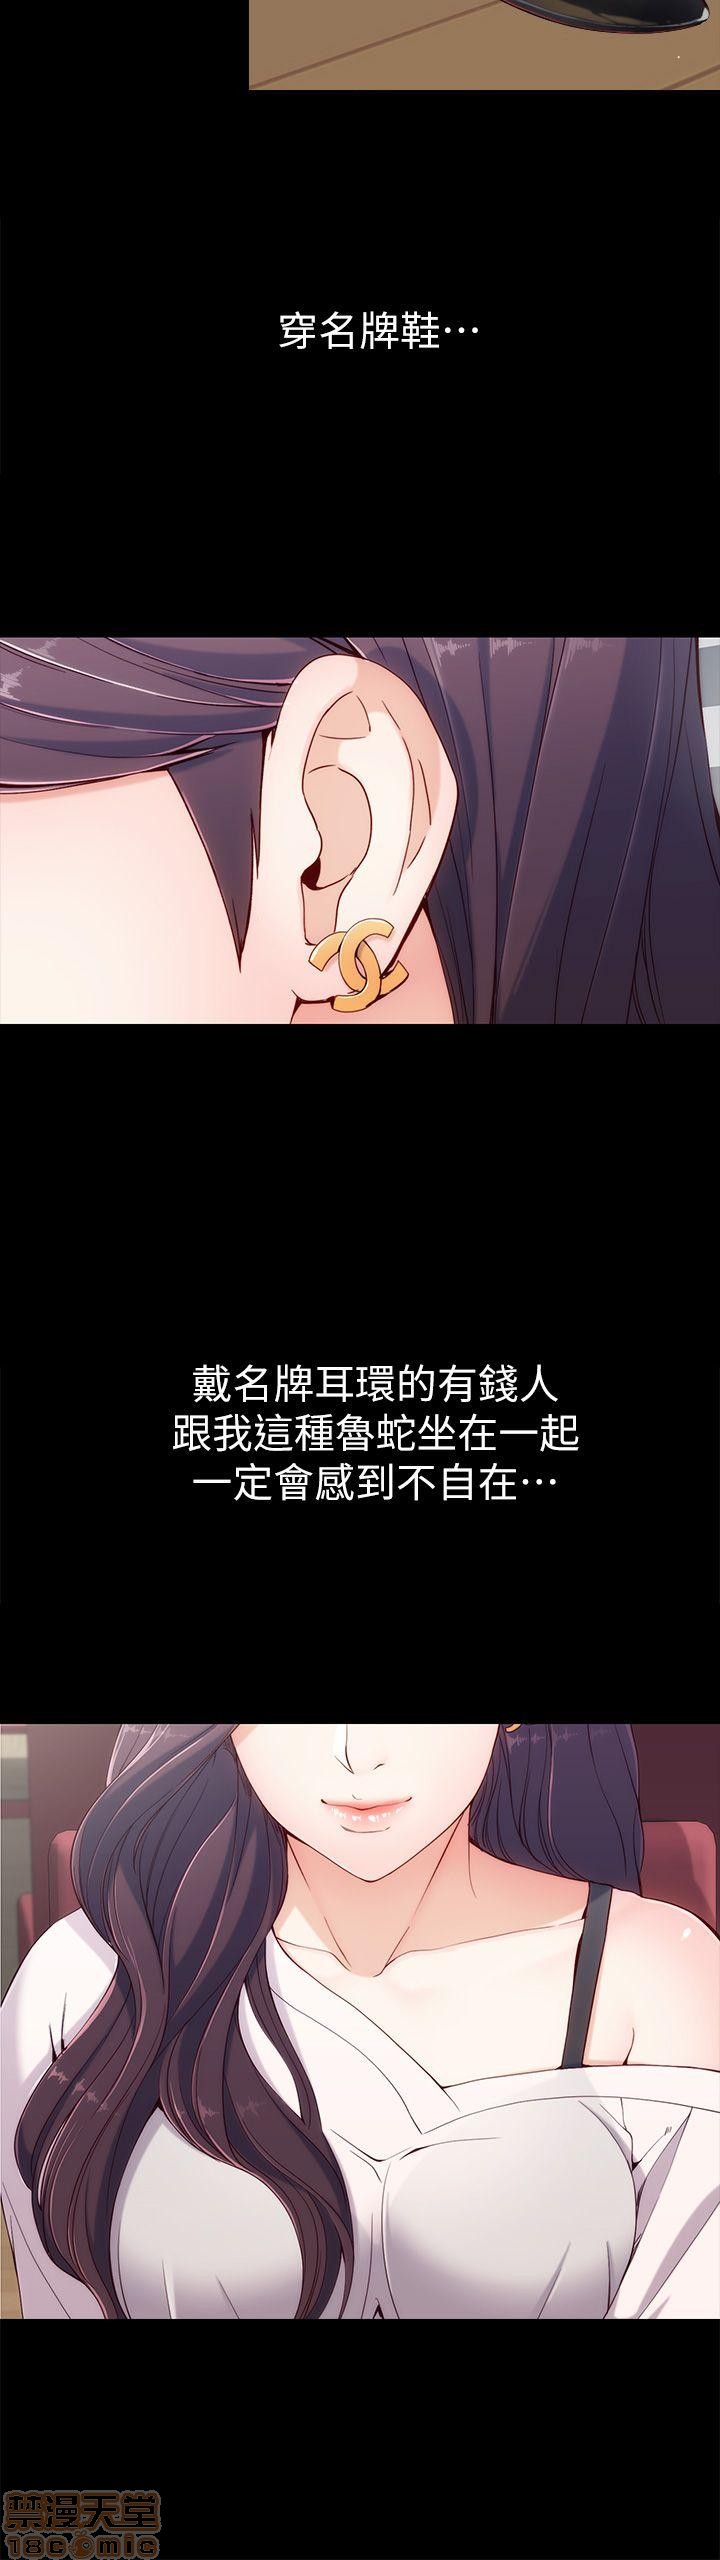 穿名牌鞋⋯
戴名牌耳環的有錢人
跟我這種魯蛇坐在一起
一定會感到不自在⋯
禁漫天堂
18comic